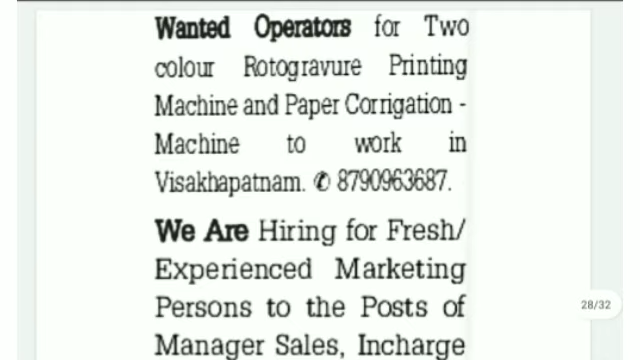 Wanted Operators for Two
colour Rotogravure Printing
Machine and Paper Corrigation -
Machine to work in
Visakhapatnam. ✆ 8790963687.
We Are Hiring for Fresh/
Experienced Marketing
Persons to the Posts of
Manager Sales, Incharge
28/32